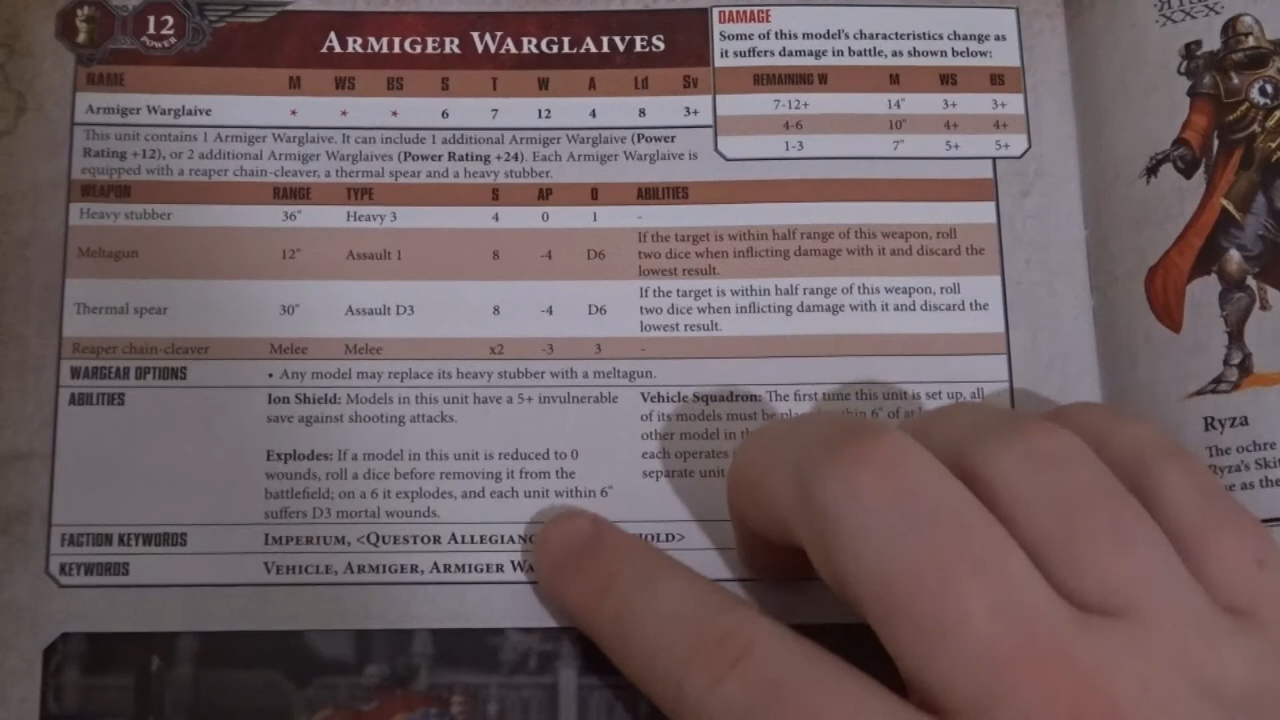 12
POWER
ARMIGER WARGLAIVES
NAME M WS BS S T W A Ld Sv
Armiger Warglaive * * * 6 7 12 4 8 3+
This unit contains 1 Armiger Warglaive. It can include 1 additional Armiger Warglaive (Power
Rating +12), or 2 additional Armiger Warglaives (Power Rating +24). Each Armiger Warglaive is
equipped with a reaper chain-cleaver, a thermal spear and a heavy stubber.
DAMAGE
Some of this model's characteristics change as
it suffers damage in battle, as shown below:
REMAINING W M WS BS
7-12+ 14" 3+ 3+
4-6 10" 4+ 4+
1-3 7" 5+ 5+
WEAPON RANGE TYPE S AP D ABILITIES
Heavy stubber 36" Heavy 3 4 0 1 -
Meltagun 12" Assault 1 8 -4 D6 If the target is within half range of this weapon, roll
two dice when inflicting damage with it and discard the
lowest result.
Thermal spear 30" Assault D3 8 -4 D6 If the target is within half range of this weapon, roll
two dice when inflicting damage with it and discard the
lowest result.
Reaper chain-cleaver Melee Melee x2 -3 3 -
WARGEAR OPTIONS • Any model may replace its heavy stubber with a meltagun.
ABILITIES
Ion Shield: Models in this unit have a 5+ invulnerable
save against shooting attacks.
Explodes: If a model in this unit is reduced to 0
wounds, roll a dice before removing it from the
battlefield; on a 6 it explodes, and each unit within 6"
suffers D3 mortal wounds.
Vehicle Squadron: The first time this unit is set up, all
of its models must be 6" of
other model in
each operates
separate unit
FACTION KEYWORDS IMPERIUM, <QUESTOR
KEYWORDS VEHICLE, ARMIGER, ARMIGER
XXX
Ryza
The ochre
Ryza's
as the